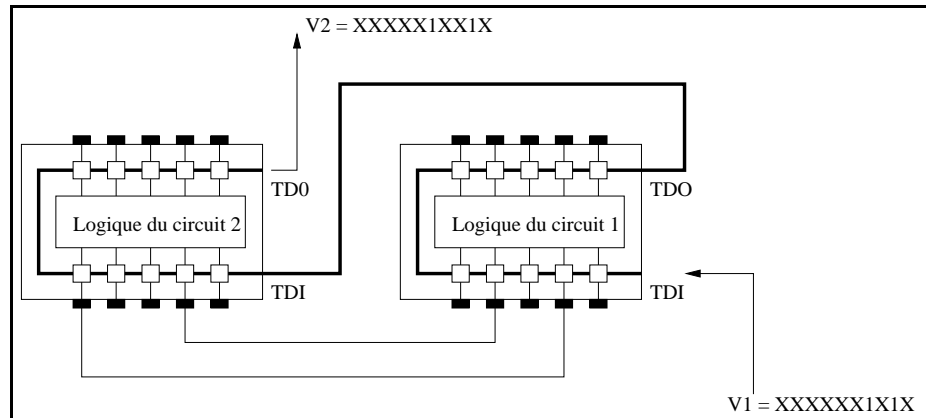 V2 = XXXXX1XX1X
TD0
TDO
Logique du circuit 2
Logique du circuit 1
TDI
TDI
V1 = XXXXXX1X1X